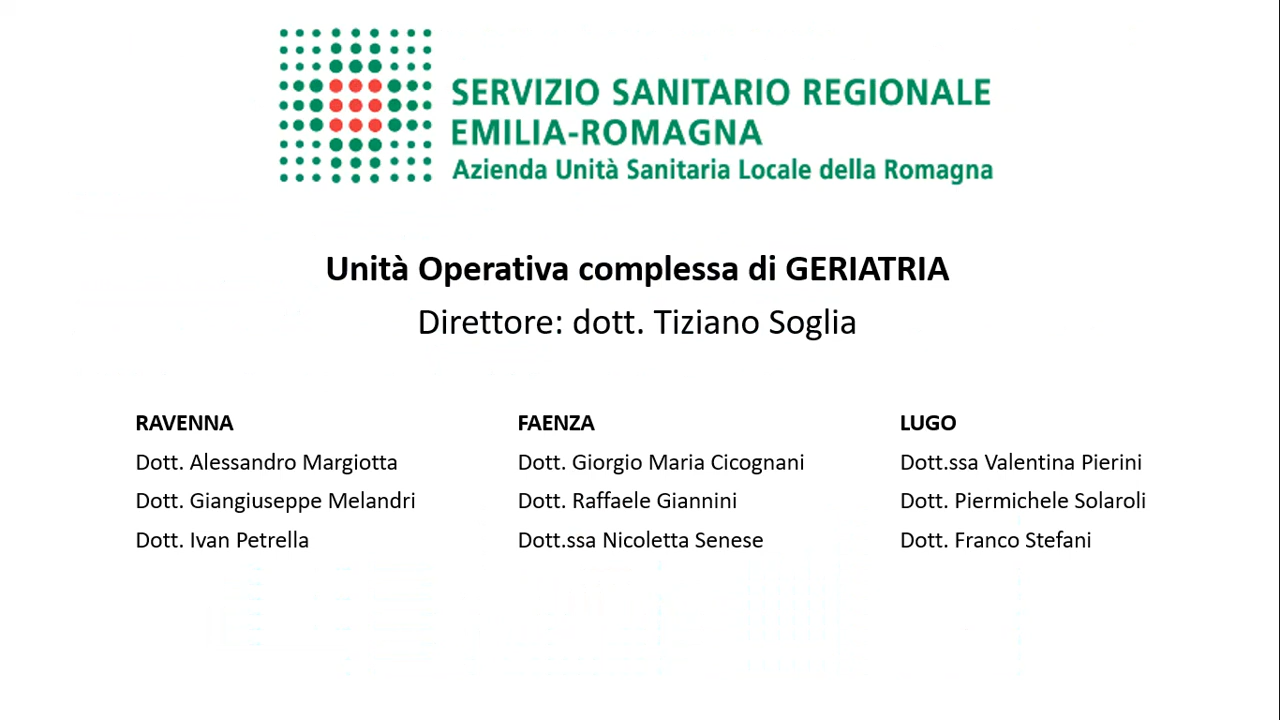 SERVIZIO SANITARIO REGIONALE
EMILIA-ROMAGNA
Azienda Unità Sanitaria Locale della Romagna
Unità Operativa complessa di GERIATRIA
Direttore: dott. Tiziano Soglia
RAVENNA
Dott. Alessandro Margiotta
Dott. Giangiuseppe Melandri
Dott. Ivan Petrella
FAENZA
Dott. Giorgio Maria Cicognani
Dott. Raffaele Giannini
Dott.ssa Nicoletta Senese
LUGO
Dott.ssa Valentina Pierini
Dott. Piermichele Solaroli
Dott. Franco Stefani